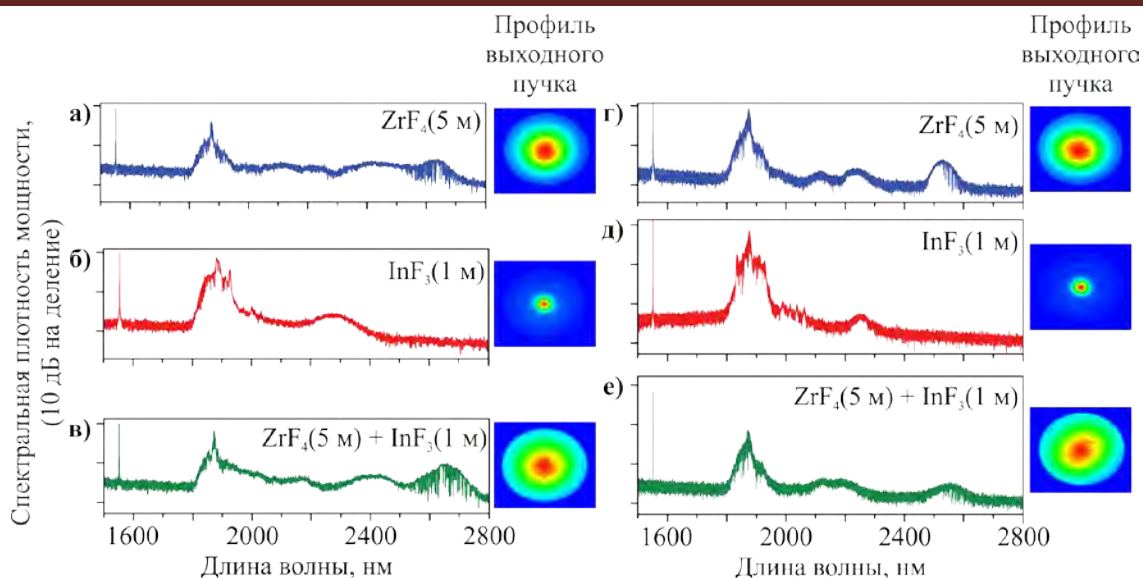 Профиль
выходного
пучка
Профиль
выходного
пучка
Спектральная плотность мощности,
(10 дБ на деление)
а)
ZrF₄(5 м)
б)
InF₃(1 м)
в)
ZrF₄(5 м) + InF₃(1 м)
1600 2000 2400 2800
Длина волны, нм
г)
ZrF₄(5 м)
д)
InF₃(1 м)
е)
ZrF₄(5 м) + InF₃(1 м)
1600 2000 2400 2800
Длина волны, нм